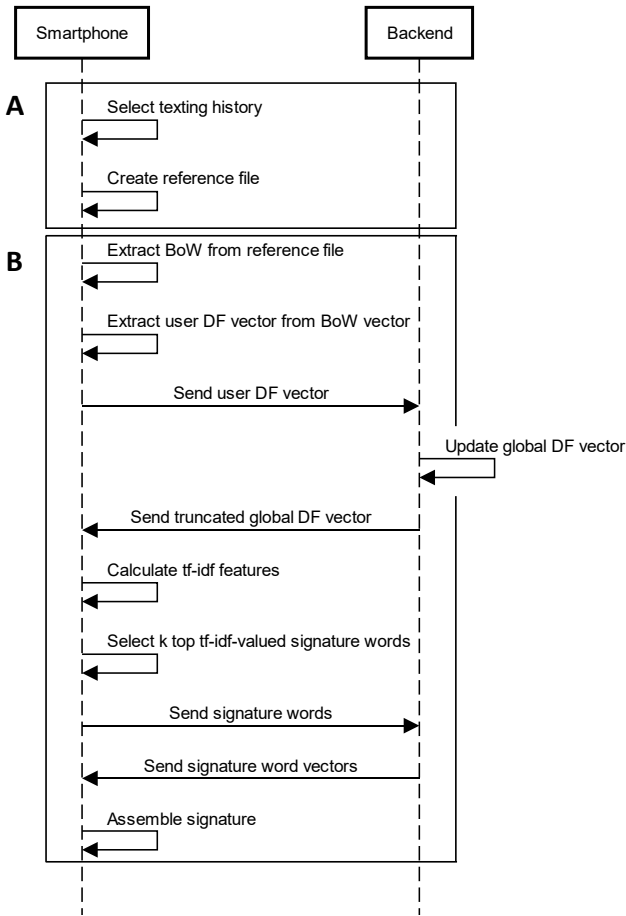 Smartphone
Backend
A
Select texting history
Create reference file
B
Extract BoW from reference file
Extract user DF vector from BoW vector
Send user DF vector
Update global DF vector
Send truncated global DF vector
Calculate tf-idf features
Select k top tf-idf-valued signature words
Send signature words
Send signature word vectors
Assemble signature